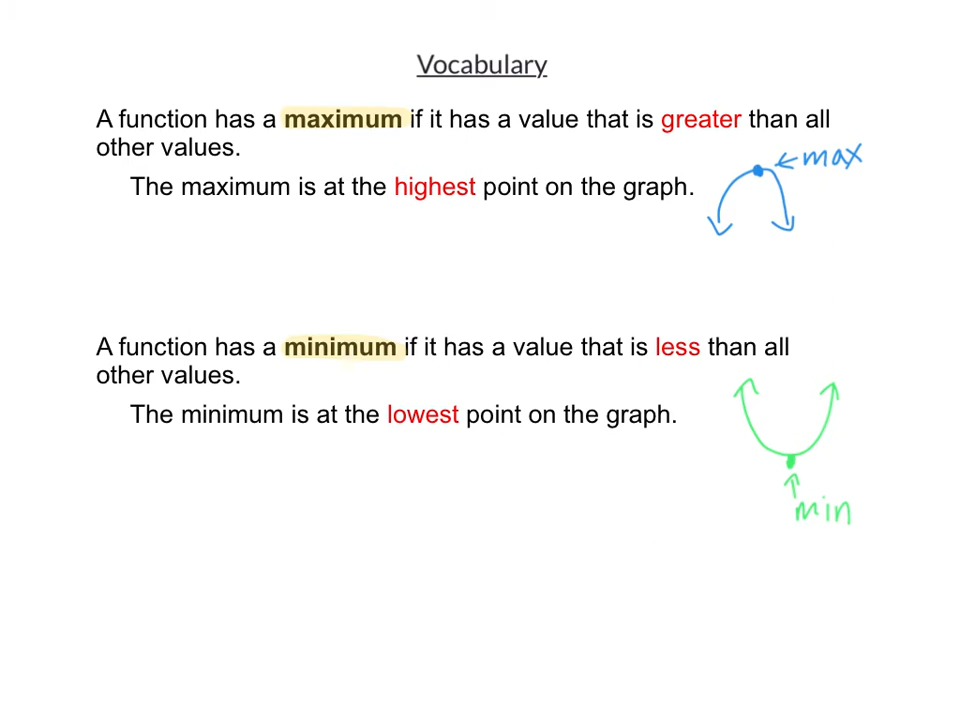 Vocabulary
A function has a maximum if it has a value that is greater than all
other values.
The maximum is at the highest point on the graph.
max
A function has a minimum if it has a value that is less than all
other values.
The minimum is at the lowest point on the graph.
min